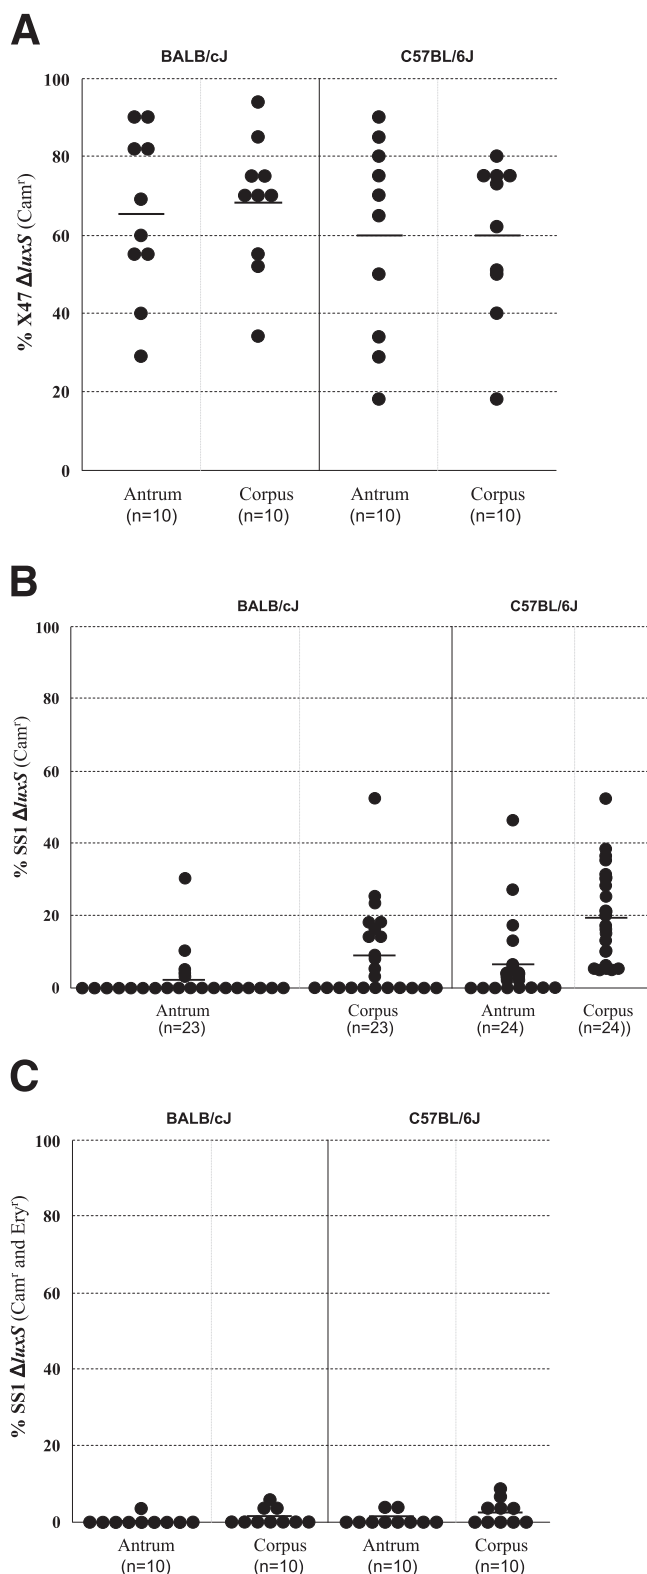 A
BALB/cJ C57BL/6J
% X47 ΔluxS (Camʳ)
100
80
60
40
20
0
Antrum Corpus Antrum Corpus
(n=10) (n=10) (n=10) (n=10)
B
BALB/cJ C57BL/6J
% SS1 ΔluxS (Camʳ)
100
80
60
40
20
0
Antrum Corpus Antrum Corpus
(n=23) (n=23) (n=24) (n=24))
C
BALB/cJ C57BL/6J
% SS1 ΔluxS (Camʳ and Eryʳ)
100
80
60
40
20
0
Antrum Corpus Antrum Corpus
(n=10) (n=10) (n=10) (n=10)